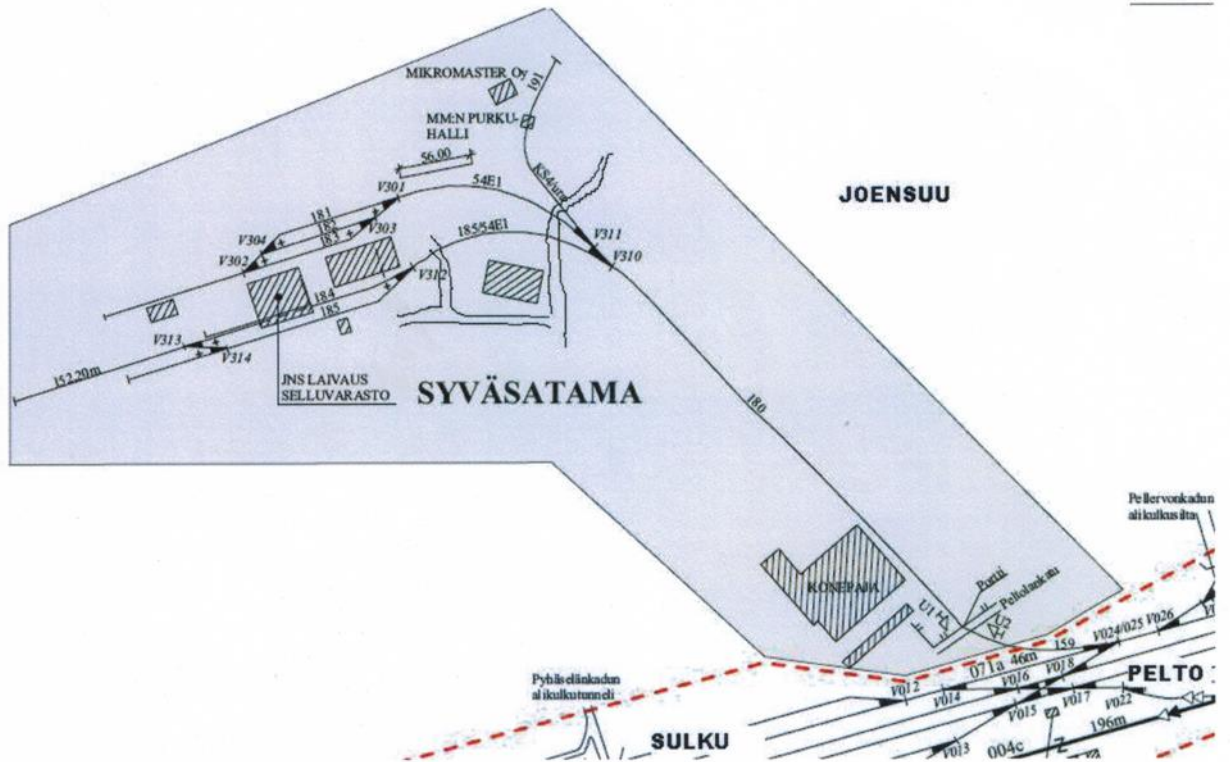 MIKROMASTER Oy
191
MM:N PURKU-
HALLI
56,00
K54/ura
V301
54E1
JOENSUU
181
182
183
V303
V304
V302
185/54E1
V311
V310
V312
184
185
V313
V314
152,20m
JNS LAIVAUS
SELLUVARASTO
SYVÄSATAMA
180
Pellervonkadun
alikulkusilta
KONEPAJA
Portti
Peltolankatu
U1
U2
159
V024/025
V026
071a 46m
V018
V012
V014
V016
PELTO
V015
V017
V022
Pyhäselänkadun
alikulkutunneli
SULKU
V013
004c
Z
196m